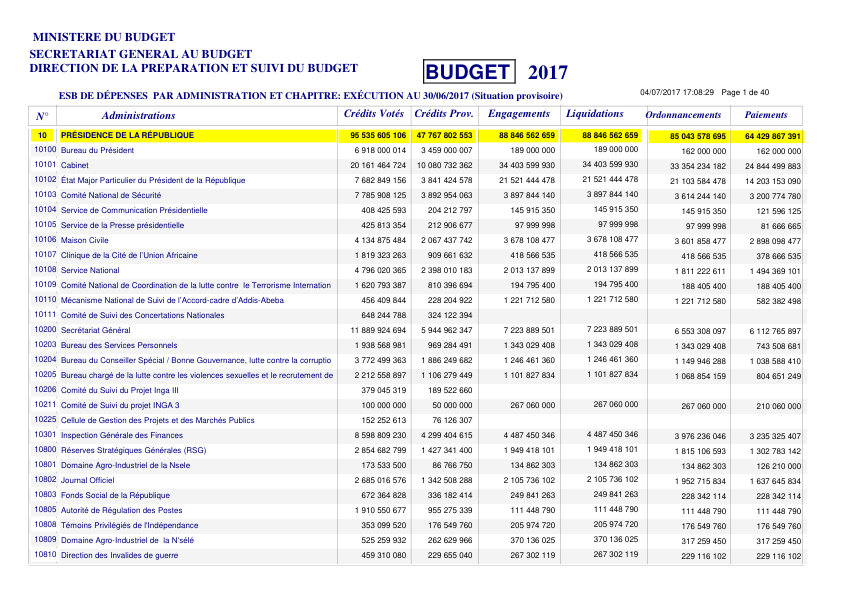 MINISTERE DU BUDGET
SECRETARIAT GENERAL AU BUDGET
DIRECTION DE LA PREPARATION ET SUIVI DU BUDGET
BUDGET 2017
ESB DE DÉPENSES PAR ADMINISTRATION ET CHAPITRE: EXÉCUTION AU 30/06/2017 (Situation provisoire)
04/07/2017 17:08:29 Page 1 de 40
N° Administrations Crédits Votés Crédits Prov. Engagements Liquidations Ordonnancements Paiements
10 PRÉSIDENCE DE LA RÉPUBLIQUE 95 535 605 106 47 767 802 553 88 846 562 659 88 846 562 659 85 043 578 695 64 429 867 391
10100 Bureau du Président 6 918 000 014 3 459 000 007 189 000 000 189 000 000 162 000 000 162 000 000
10101 Cabinet 20 161 464 724 10 080 732 362 34 403 599 930 34 403 599 930 33 354 234 182 24 844 499 883
10102 État Major Particulier du Président de la République 7 682 849 156 3 841 424 578 21 521 444 478 21 521 444 478 21 103 584 478 14 203 153 090
10103 Comité National de Sécurité 7 785 908 125 3 892 954 063 3 897 844 140 3 897 844 140 3 614 244 140 3 200 774 780
10104 Service de Communication Présidentielle 408 425 593 204 212 797 145 915 350 145 915 350 145 915 350 121 596 125
10105 Service de la Presse présidentielle 425 813 354 212 906 677 97 999 998 97 999 998 97 999 998 81 666 665
10106 Maison Civile 4 134 875 484 2 067 437 742 3 678 108 477 3 678 108 477 3 601 858 477 2 898 098 477
10107 Clinique de la Cité de l'Union Africaine 1 819 323 263 909 661 632 418 566 535 418 566 535 418 566 535 378 666 535
10108 Service National 4 796 020 365 2 398 010 183 2 013 137 899 2 013 137 899 1 811 222 611 1 494 369 101
10109 Comité National de Coordination de la lutte contre le Terrorisme Internation 1 620 793 387 810 396 694 194 795 400 194 795 400 188 405 400 188 405 400
10110 Mécanisme National de Suivi de l'Accord-cadre d'Addis-Abeba 456 409 844 228 204 922 1 221 712 580 1 221 712 580 1 221 712 580 582 382 498
10111 Comité de Suivi des Concertations Nationales 648 244 788 324 122 394
10200 Secrétariat Général 11 889 924 694 5 944 962 347 7 223 889 501 7 223 889 501 6 553 308 097 6 112 765 897
10203 Bureau des Services Personnels 1 938 568 981 969 284 491 1 343 029 408 1 343 029 408 1 343 029 408 743 508 681
10204 Bureau du Conseiller Spécial / Bonne Gouvernance, lutte contre la corruptio 3 772 499 363 1 886 249 682 1 246 461 360 1 246 461 360 1 149 946 288 1 038 588 410
10205 Bureau chargé de la lutte contre les violences sexuelles et le recrutement de 2 212 558 897 1 106 279 449 1 101 827 834 1 101 827 834 1 068 854 159 804 651 249
10206 Comité du Suivi du Projet Inga III 379 045 319 189 522 660
10211 Comité de Suivi du projet INGA 3 100 000 000 50 000 000 267 060 000 267 060 000 267 060 000 210 060 000
10225 Cellule de Gestion des Projets et des Marchés Publics 152 252 613 76 126 307
10301 Inspection Générale des Finances 8 598 809 230 4 299 404 615 4 487 450 346 4 487 450 346 3 976 236 046 3 235 325 407
10800 Réserves Stratégiques Générales (RSG) 2 854 682 799 1 427 341 400 1 949 418 101 1 949 418 101 1 815 106 593 1 302 783 142
10801 Domaine Agro-Industriel de la Nsele 173 533 500 86 766 750 134 862 303 134 862 303 134 862 303 126 210 000
10802 Journal Officiel 2 685 016 576 1 342 508 288 2 105 736 102 2 105 736 102 1 952 715 834 1 637 645 834
10803 Fonds Social de la République 672 364 828 336 182 414 249 841 263 249 841 263 228 342 114 228 342 114
10805 Autorité de Régulation des Postes 1 910 550 677 955 275 339 111 448 790 111 448 790 111 448 790 111 448 790
10808 Témoins Privilégiés de l'Indépendance 353 099 520 176 549 760 205 974 720 205 974 720 176 549 760 176 549 760
10809 Domaine Agro-Industriel de la N'sélé 525 259 932 262 629 966 370 136 025 370 136 025 317 259 450 317 259 450
10810 Direction des Invalides de guerre 459 310 080 229 655 040 267 302 119 267 302 119 229 116 102 229 116 102